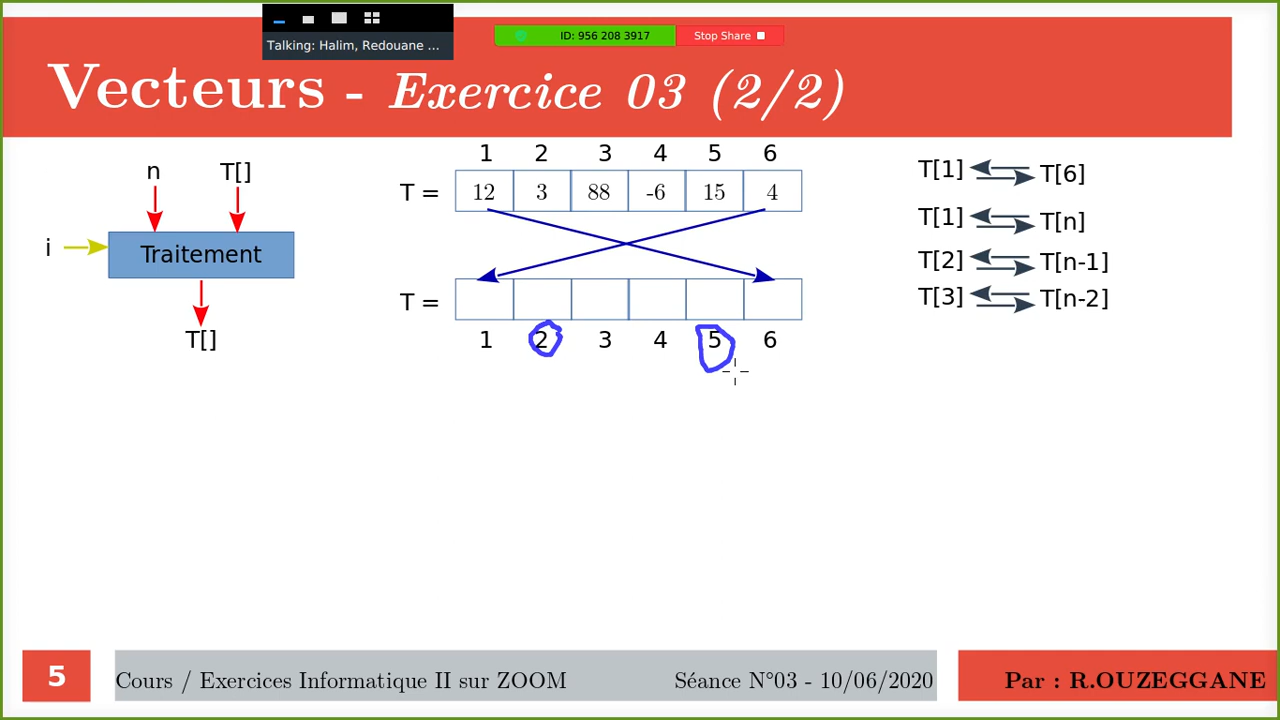 Talking: Halim, Redouane ...
ID: 956 208 3917
Stop Share
Vecteurs - Exercice 03 (2/2)
n T[]
i
Traitement
T[]
1 2 3 4 5 6
T = 12 3 88 -6 15 4
T =
1 2 3 4 5 6
T[1] T[6]
T[1] T[n]
T[2] T[n-1]
T[3] T[n-2]
5
Cours / Exercices Informatique II sur ZOOM Séance N°03 - 10/06/2020
Par : R.OUZEGGANE